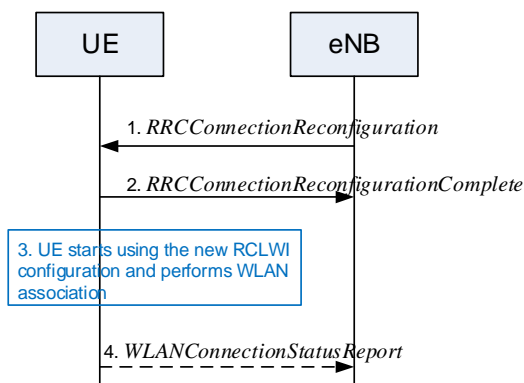 UE
eNB
1. RRCConnectionReconfiguration
2. RRCConnectionReconfigurationComplete
3. UE starts using the new RCLWI
configuration and performs WLAN
association
4. WLANConnectionStatusReport